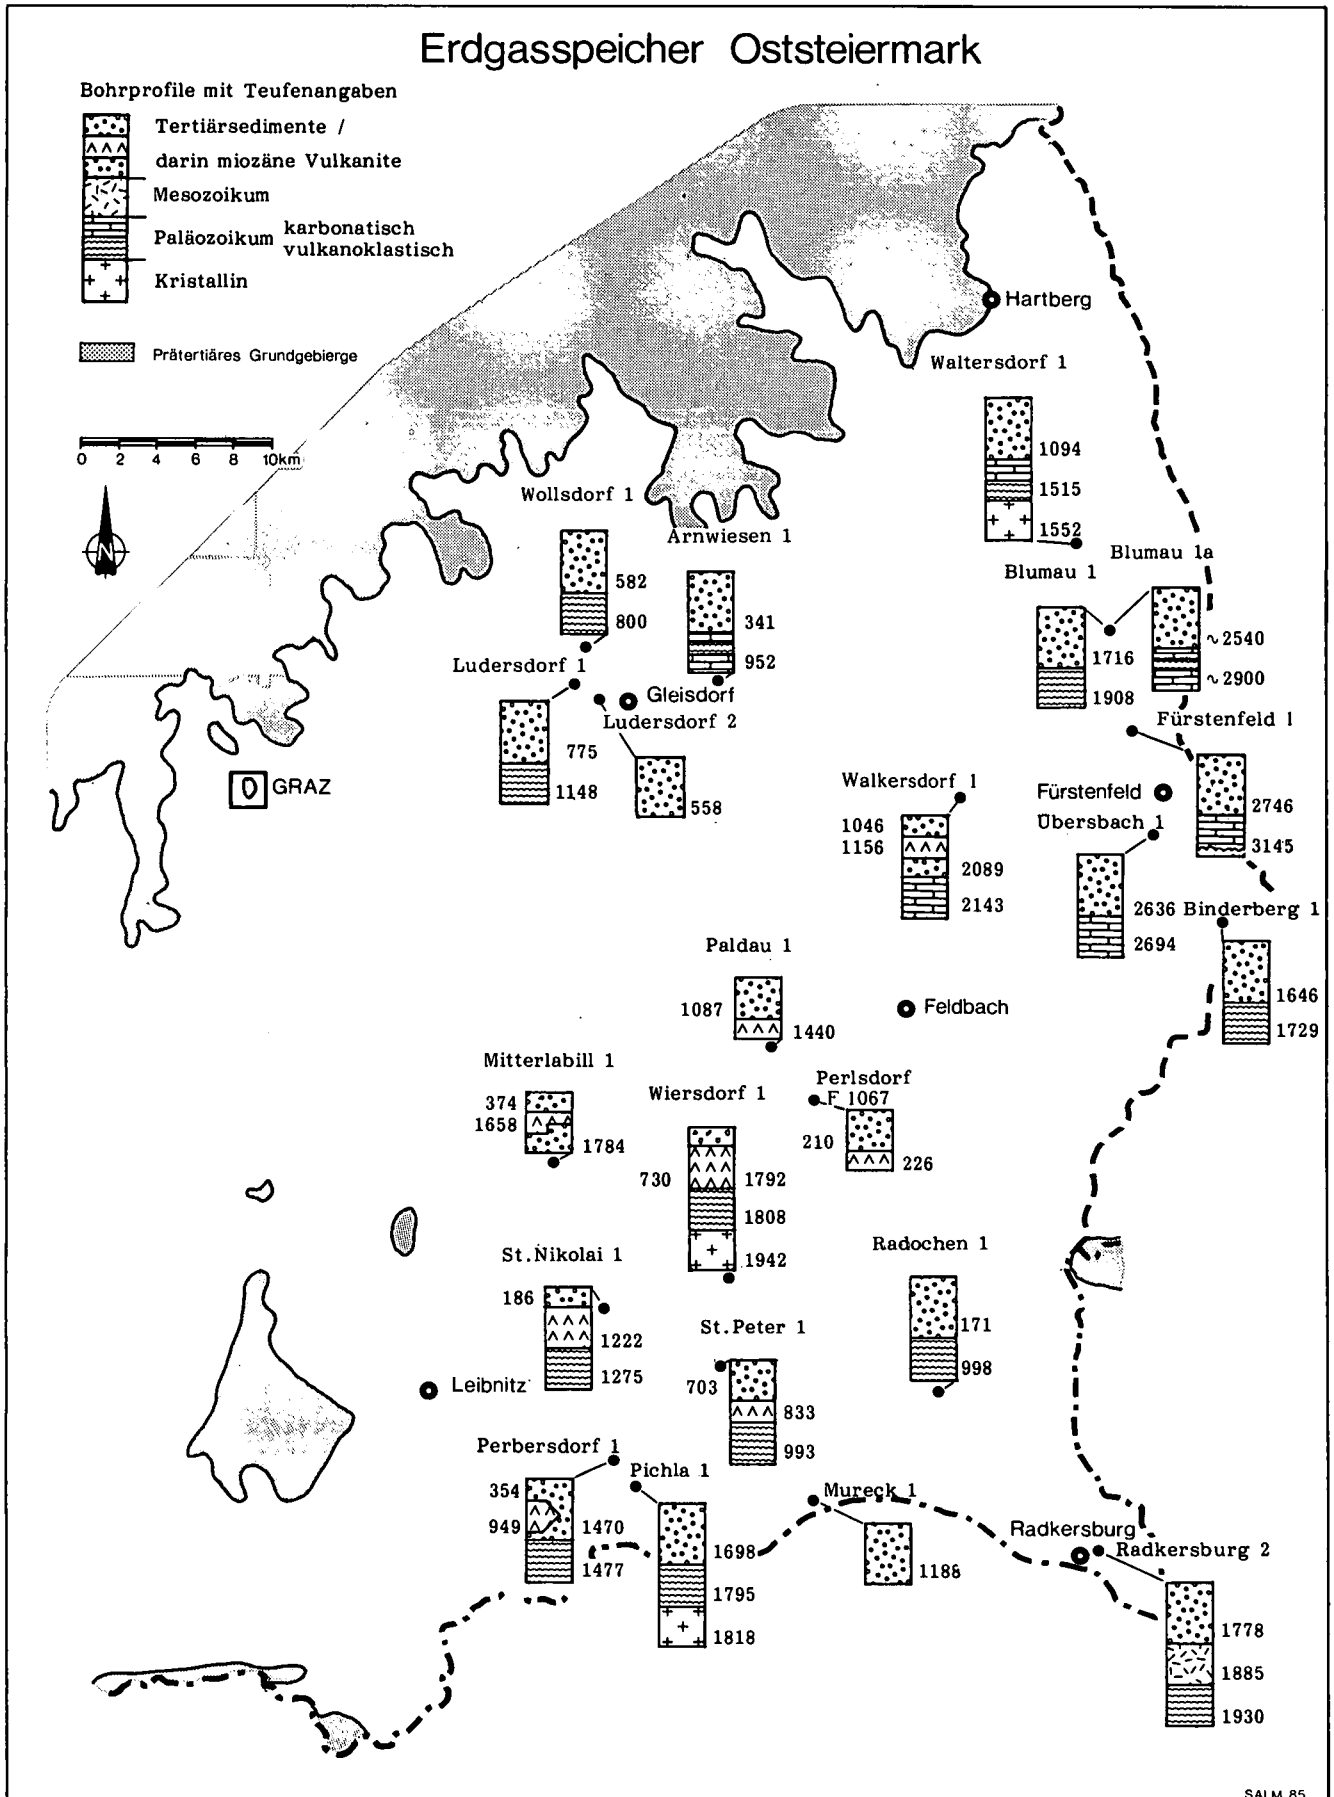 Erdgasspeicher Oststeiermark
Bohrprofile mit Teufenangaben
Tertiärsedimente /
darin miozäne Vulkanite
Mesozoikum
Paläozoikum karbonatisch
vulkanoklastisch
Kristallin
Prätertiäres Grundgebierge
0 2 4 6 8 10km
N
Hartberg
Waltersdorf 1
1094
1515
1552
Wollsdorf 1
582
800
Arnwiesen 1
341
952
Blumau 1a
~2540
~2900
Blumau 1
1716
1908
Ludersdorf 1
775
1148
Gleisdorf
Ludersdorf 2
558
GRAZ
Fürstenfeld 1
2746
3145
Walkersdorf 1
1046
1156
2089
2143
Fürstenfeld
Übersbach 1
2636
2694
Binderberg 1
1646
1729
Paldau 1
1087
1440
Feldbach
Mitterlabill 1
374
1658
1784
Wiersdorf 1
730
1792
1808
1942
Perlsdorf
F 1067
210
226
St.Nikolai 1
186
1222
1275
Radochen 1
171
998
St.Peter 1
703
833
993
Leibnitz
Perbersdorf 1
354
949
1470
1477
Pichla 1
1698
1795
1818
Mureck 1
1188
Radkersburg
Radkersburg 2
1778
1885
1930
SALM 85